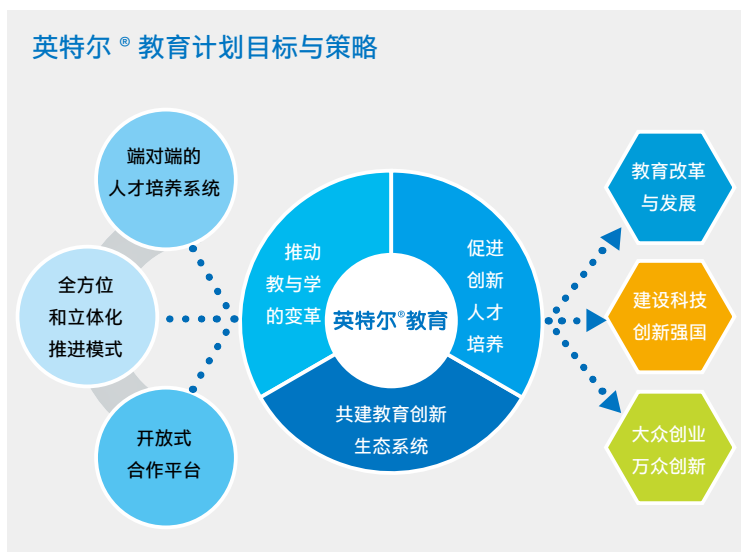 英特尔 ® 教育计划目标与策略
端对端的
人才培养系统
全方位
和立体化
推进模式
开放式
合作平台
推动
教与学
的变革
促进
创新
人才
培养
英特尔®教育
共建教育创新
生态系统
教育改革
与发展
建设科技
创新强国
大众创业
万众创新